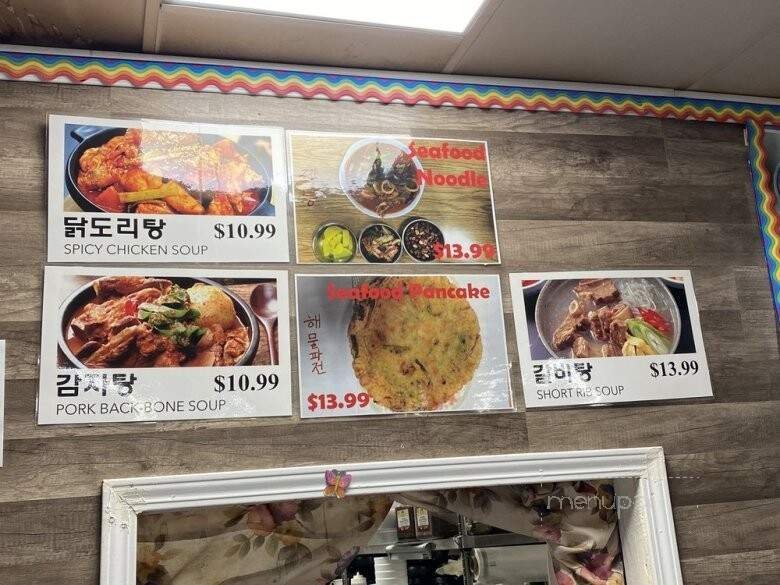 닭도리탕 $10.99
SPICY CHICKEN SOUP
Seafood
Noodle
$13.99
감자탕 $10.99
PORK BACK-BONE SOUP
Seafood Pancake
해물파전
$13.99
갈비탕 $13.99
SHORT RIB SOUP
menupix